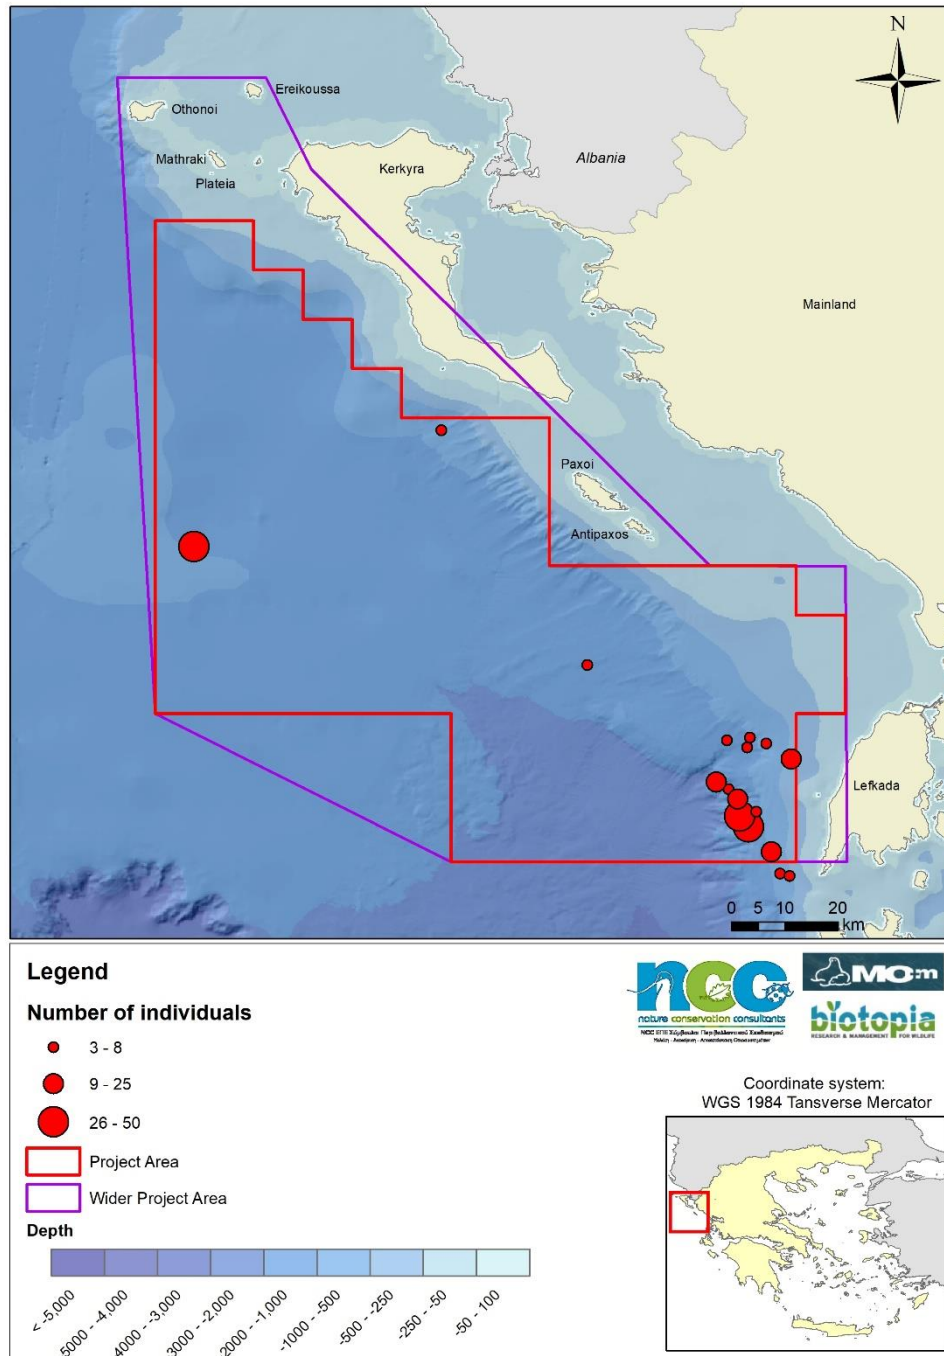 N
Ereikoussa
Othonoi
Mathraki
Plateia
Kerkyra
Albania
Mainland
Paxoi
Antipaxos
Lefkada
0 5 10 20
km
Legend
Number of individuals
3 - 8
9 - 25
26 - 50
Project Area
Wider Project Area
Depth
< -5,000
5000 - -4,000
-4000 - -3,000
3000 - -2,000
2000 - -1,000
-1000 - -500
-500 - -250
-250 - -50
-50 - -100
ncc
nature conservation consultants
MO:m
biotopia
RESEARCH & MANAGEMENT FOR WILDLIFE
Coordinate system:
WGS 1984 Tansverse Mercator